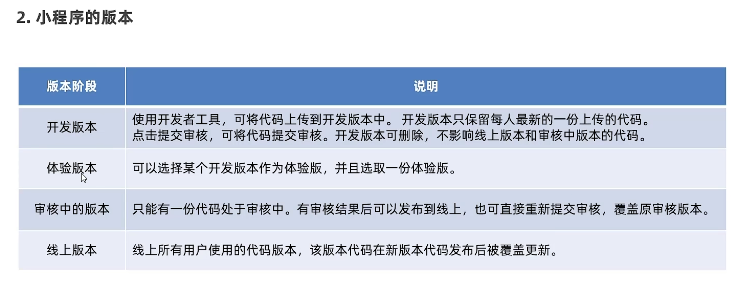 2. 小程序的版本
版本阶段 说明
开发版本 使用开发者工具，可将代码上传到开发版本中。 开发版本只保留每人最新的一份上传的代码。
点击提交审核，可将代码提交审核。开发版本可删除，不影响线上版本和审核中版本的代码。
体验版本 可以选择某个开发版本作为体验版，并且选取一份体验版。
审核中的版本 只能有一份代码处于审核中。有审核结果后可以发布到线上，也可直接重新提交审核，覆盖原审核版本。
线上版本 线上所有用户使用的代码版本，该版本代码在新版本代码发布后被覆盖更新。